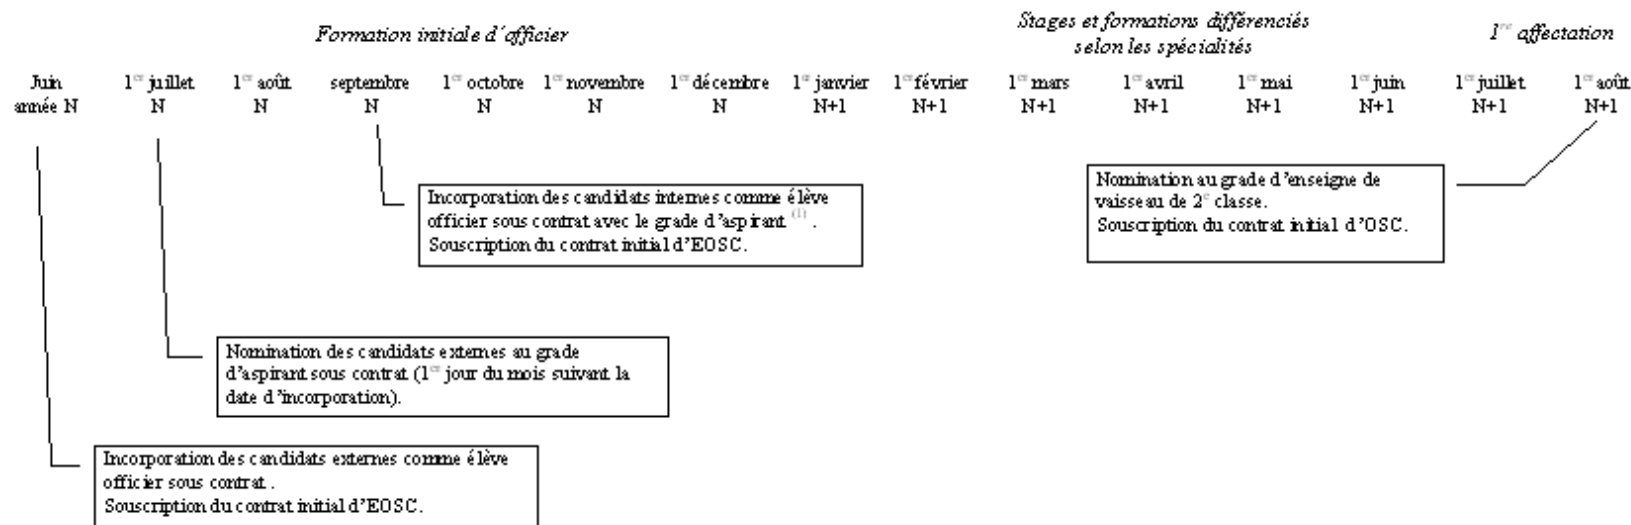 Formation initiale d'officier
Stages et formations différenciés
selon les spécialités
1re affectation
Juin
année N
1er juillet
N
1er août
N
septembre
N
1er octobre
N
1er novembre
N
1er décembre
N
1er janvier
N+1
1er février
N+1
1er mars
N+1
1er avril
N+1
1er mai
N+1
1er juin
N+1
1er juillet
N+1
1er août
N+1
Incorporation des candidats internes comme élève
officier sous contrat avec le grade d'aspirant (1) .
Souscription du contrat initial d'EOSC.
Nomination au grade d'enseigne de
vaisseau de 2e classe.
Souscription du contrat initial d'OSC.
Nomination des candidats externes au grade
d'aspirant sous contrat (1er jour du mois suivant la
date d'incorporation).
Incorporation des candidats externes comme élève
officier sous contrat .
Souscription du contrat initial d'EOSC.